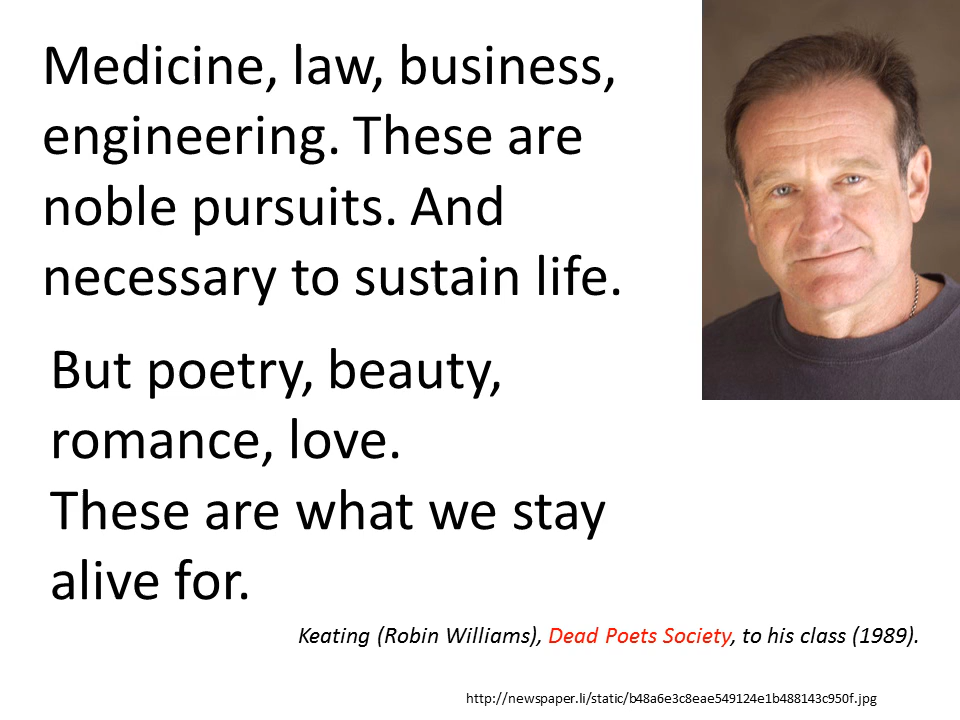 Medicine, law, business,
engineering. These are
noble pursuits. And
necessary to sustain life.
But poetry, beauty,
romance, love.
These are what we stay
alive for.
Keating (Robin Williams), Dead Poets Society, to his class (1989).
http://newspaper.li/static/b48a6e3c8eae549124e1b488143c950f.jpg